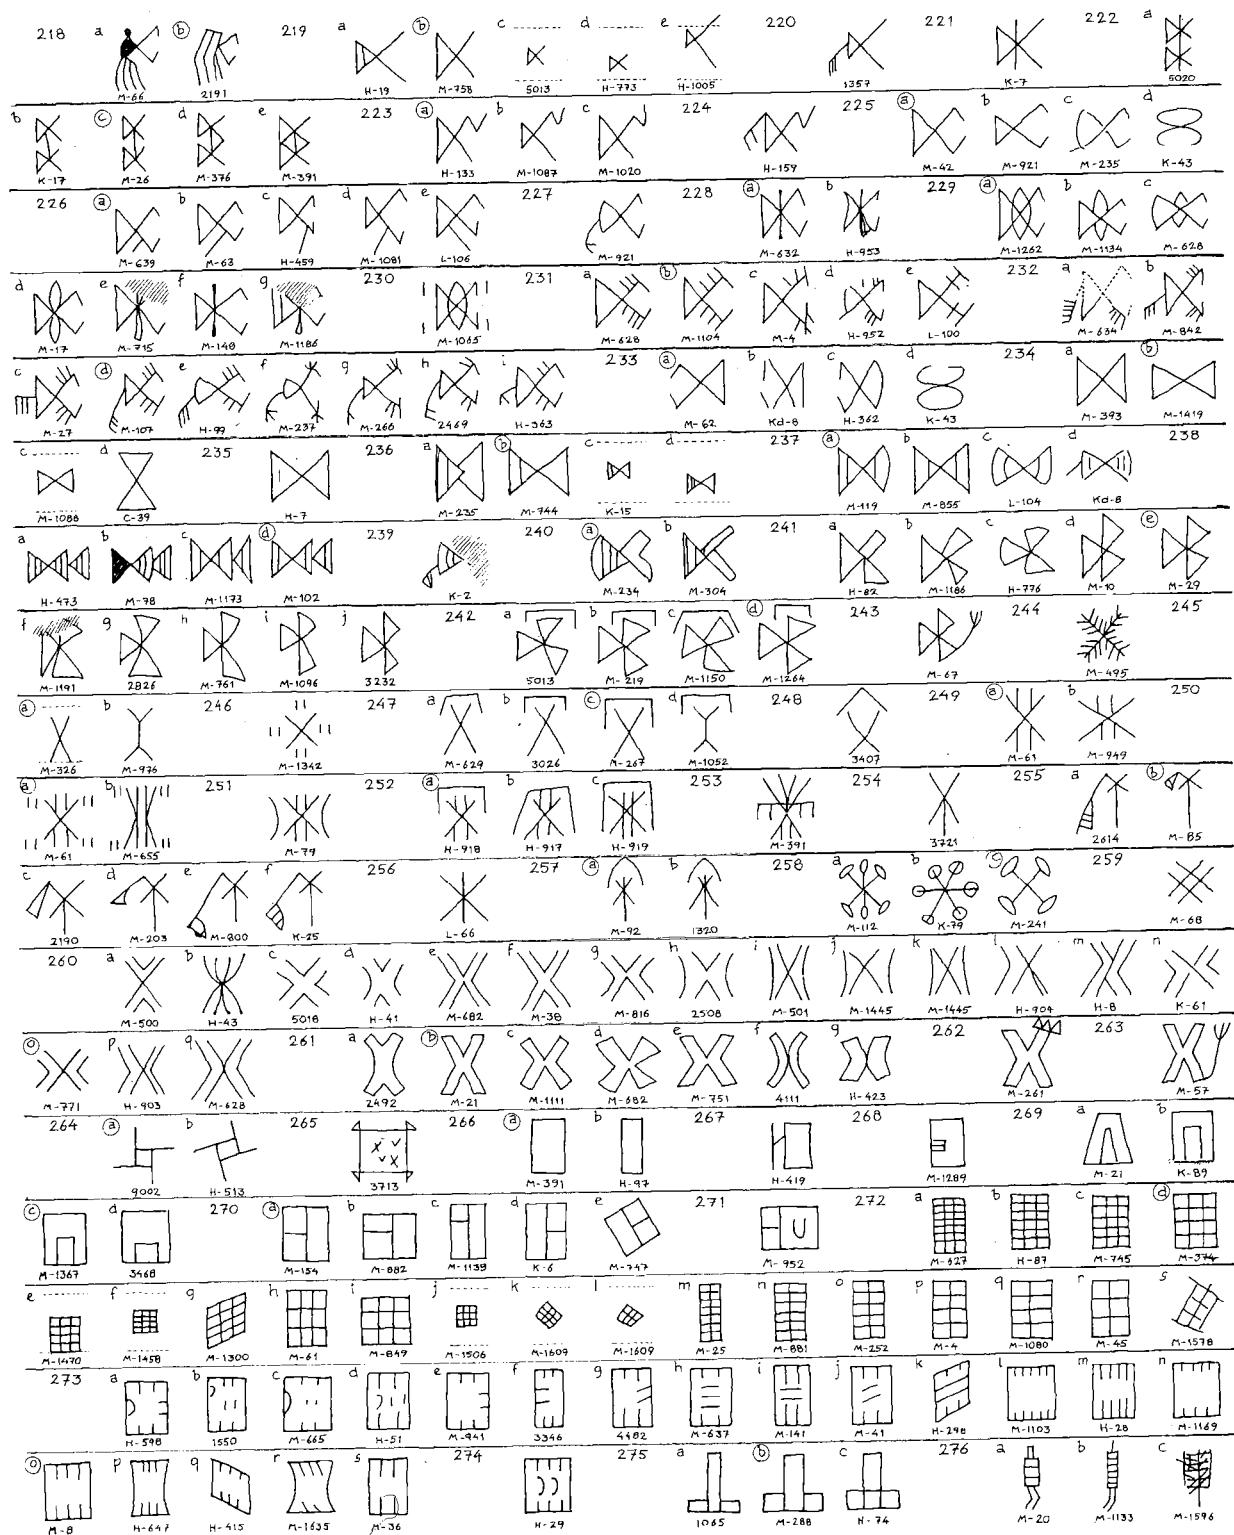 218 a ⓑ 219 a ⓑ c d e 220 221 222 a
M-66 2191 H-19 M-758 5013 H-773 H-1005 1357 K-7 5020
b ⓒ d e 223 ⓐ b c 224 225 ⓐ b c d
K-17 M-26 M-376 M-391 H-133 M-1087 M-1020 H-159 M-42 M-921 M-235 K-43
226 ⓐ b c d e 227 228 ⓐ b 229 ⓐ b c
M-639 M-63 H-459 M-1081 L-106 M-921 M-632 H-953 M-1262 M-1134 M-628
d e f g 230 231 a ⓑ c d e 232 a b
M-17 M-715 M-148 M-1186 M-1065 M-628 M-1104 M-4 H-952 L-100 M-634 M-842
c ⓓ e f g h i 233 ⓐ b c d 234 a ⓑ
M-27 M-107 H-99 M-237 M-266 2469 H-363 M-62 Kd-8 H-362 K-43 M-393 M-1419
c d 235 236 a ⓑ c d 237 ⓐ b c d 238
M-1088 C-39 H-7 M-235 M-744 K-15 H-119 M-855 L-104 Kd-8
a b c ⓓ 239 240 ⓐ b 241 a b c d ⓔ
H-473 M-78 M-1173 M-102 K-2 M-234 M-304 H-82 M-1186 H-776 M-10 M-29
f g h i j 242 a b c ⓓ 243 244 245
M-1191 2826 M-761 M-1096 3232 5013 M-219 M-1150 M-1264 M-67 M-495
ⓐ b 246 247 a b ⓒ d 248 249 ⓐ b 250
M-326 M-976 M-1342 M-629 3026 M-267 M-1052 3407 M-61 M-949
ⓐ b 251 252 ⓐ b c 253 254 255 a ⓑ
M-61 M-655 M-79 H-918 H-917 H-919 M-391 3721 2614 M-85
c d e f 256 257 ⓐ b 258 a b ⓒ 259
2190 M-203 M-800 K-25 L-66 M-92 1320 M-112 K-79 M-241 M-68
260 a b c d e f g h i j k l m n
M-500 H-43 5018 H-41 M-682 M-38 M-816 2508 M-501 M-1445 M-1445 H-904 H-8 K-61
ⓞ p q 261 a ⓑ c d e f g 262 263
M-771 H-903 M-628 2492 M-21 M-1111 M-682 M-751 4111 H-423 M-261 M-57
264 ⓐ b 265 266 ⓐ b 267 268 269 a b
9002 H-513 3713 M-391 H-97 H-419 M-1289 M-21 K-89
ⓒ d 270 ⓐ b c d e 271 272 a b c ⓓ
M-1367 3468 M-154 M-882 M-1139 K-6 M-747 M-952 M-627 H-87 M-745 M-374
e f g h i j k l m n o p q r s
M-1470 M-1458 M-1300 M-61 M-849 M-1506 M-1609 M-1609 M-25 M-881 M-252 M-4 M-1080 M-45 M-1578
273 a b c d e f g h i j k l m n
H-598 1550 M-665 H-51 M-941 3346 4482 M-637 M-141 M-41 H-298 M-1103 H-28 M-1169
ⓞ p q r s 274 275 a ⓑ c 276 a b c
M-8 H-647 H-415 M-1635 M-36 H-29 1065 M-288 H-74 M-20 M-1133 M-1596